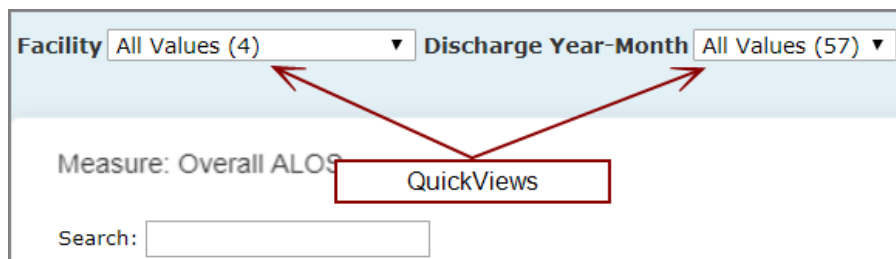 Facility All Values (4) Discharge Year-Month All Values (57)
Measure: Overall ALOS
QuickViews
Search: